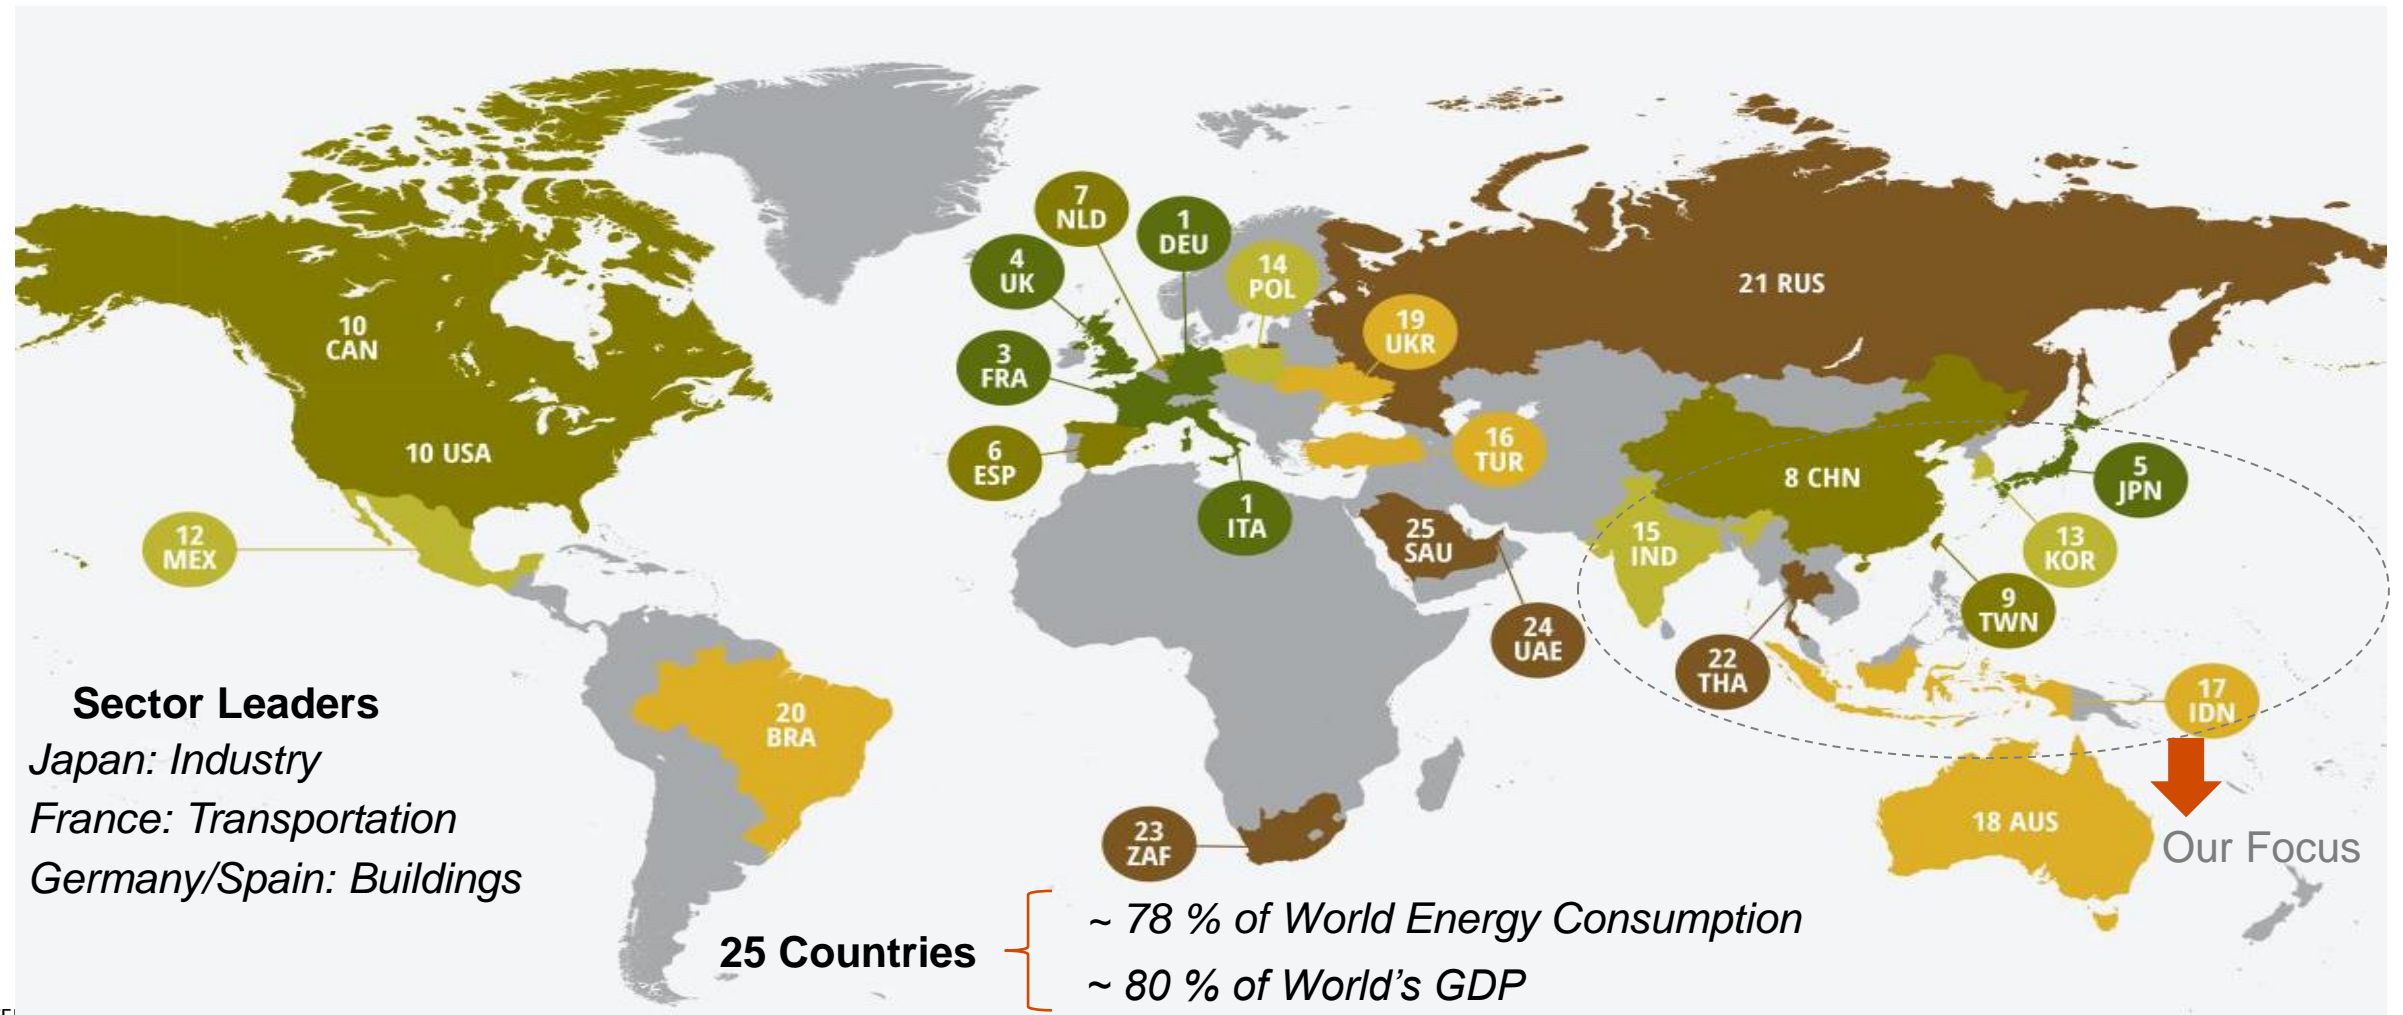 7
NLD
1
DEU
4
UK
14
POL
21 RUS
10
CAN
19
UKR
3
FRA
10 USA
6
ESP
16
TUR
8 CHN
5
JPN
12
MEX
1
ITA
25
SAU
15
IND
13
KOR
9
TWN
24
UAE
22
THA
17
IDN
20
BRA
18 AUS
23
ZAF
Our Focus
Sector Leaders
Japan: Industry
France: Transportation
Germany/Spain: Buildings
25 Countries
~ 78 % of World Energy Consumption
~ 80 % of World’s GDP